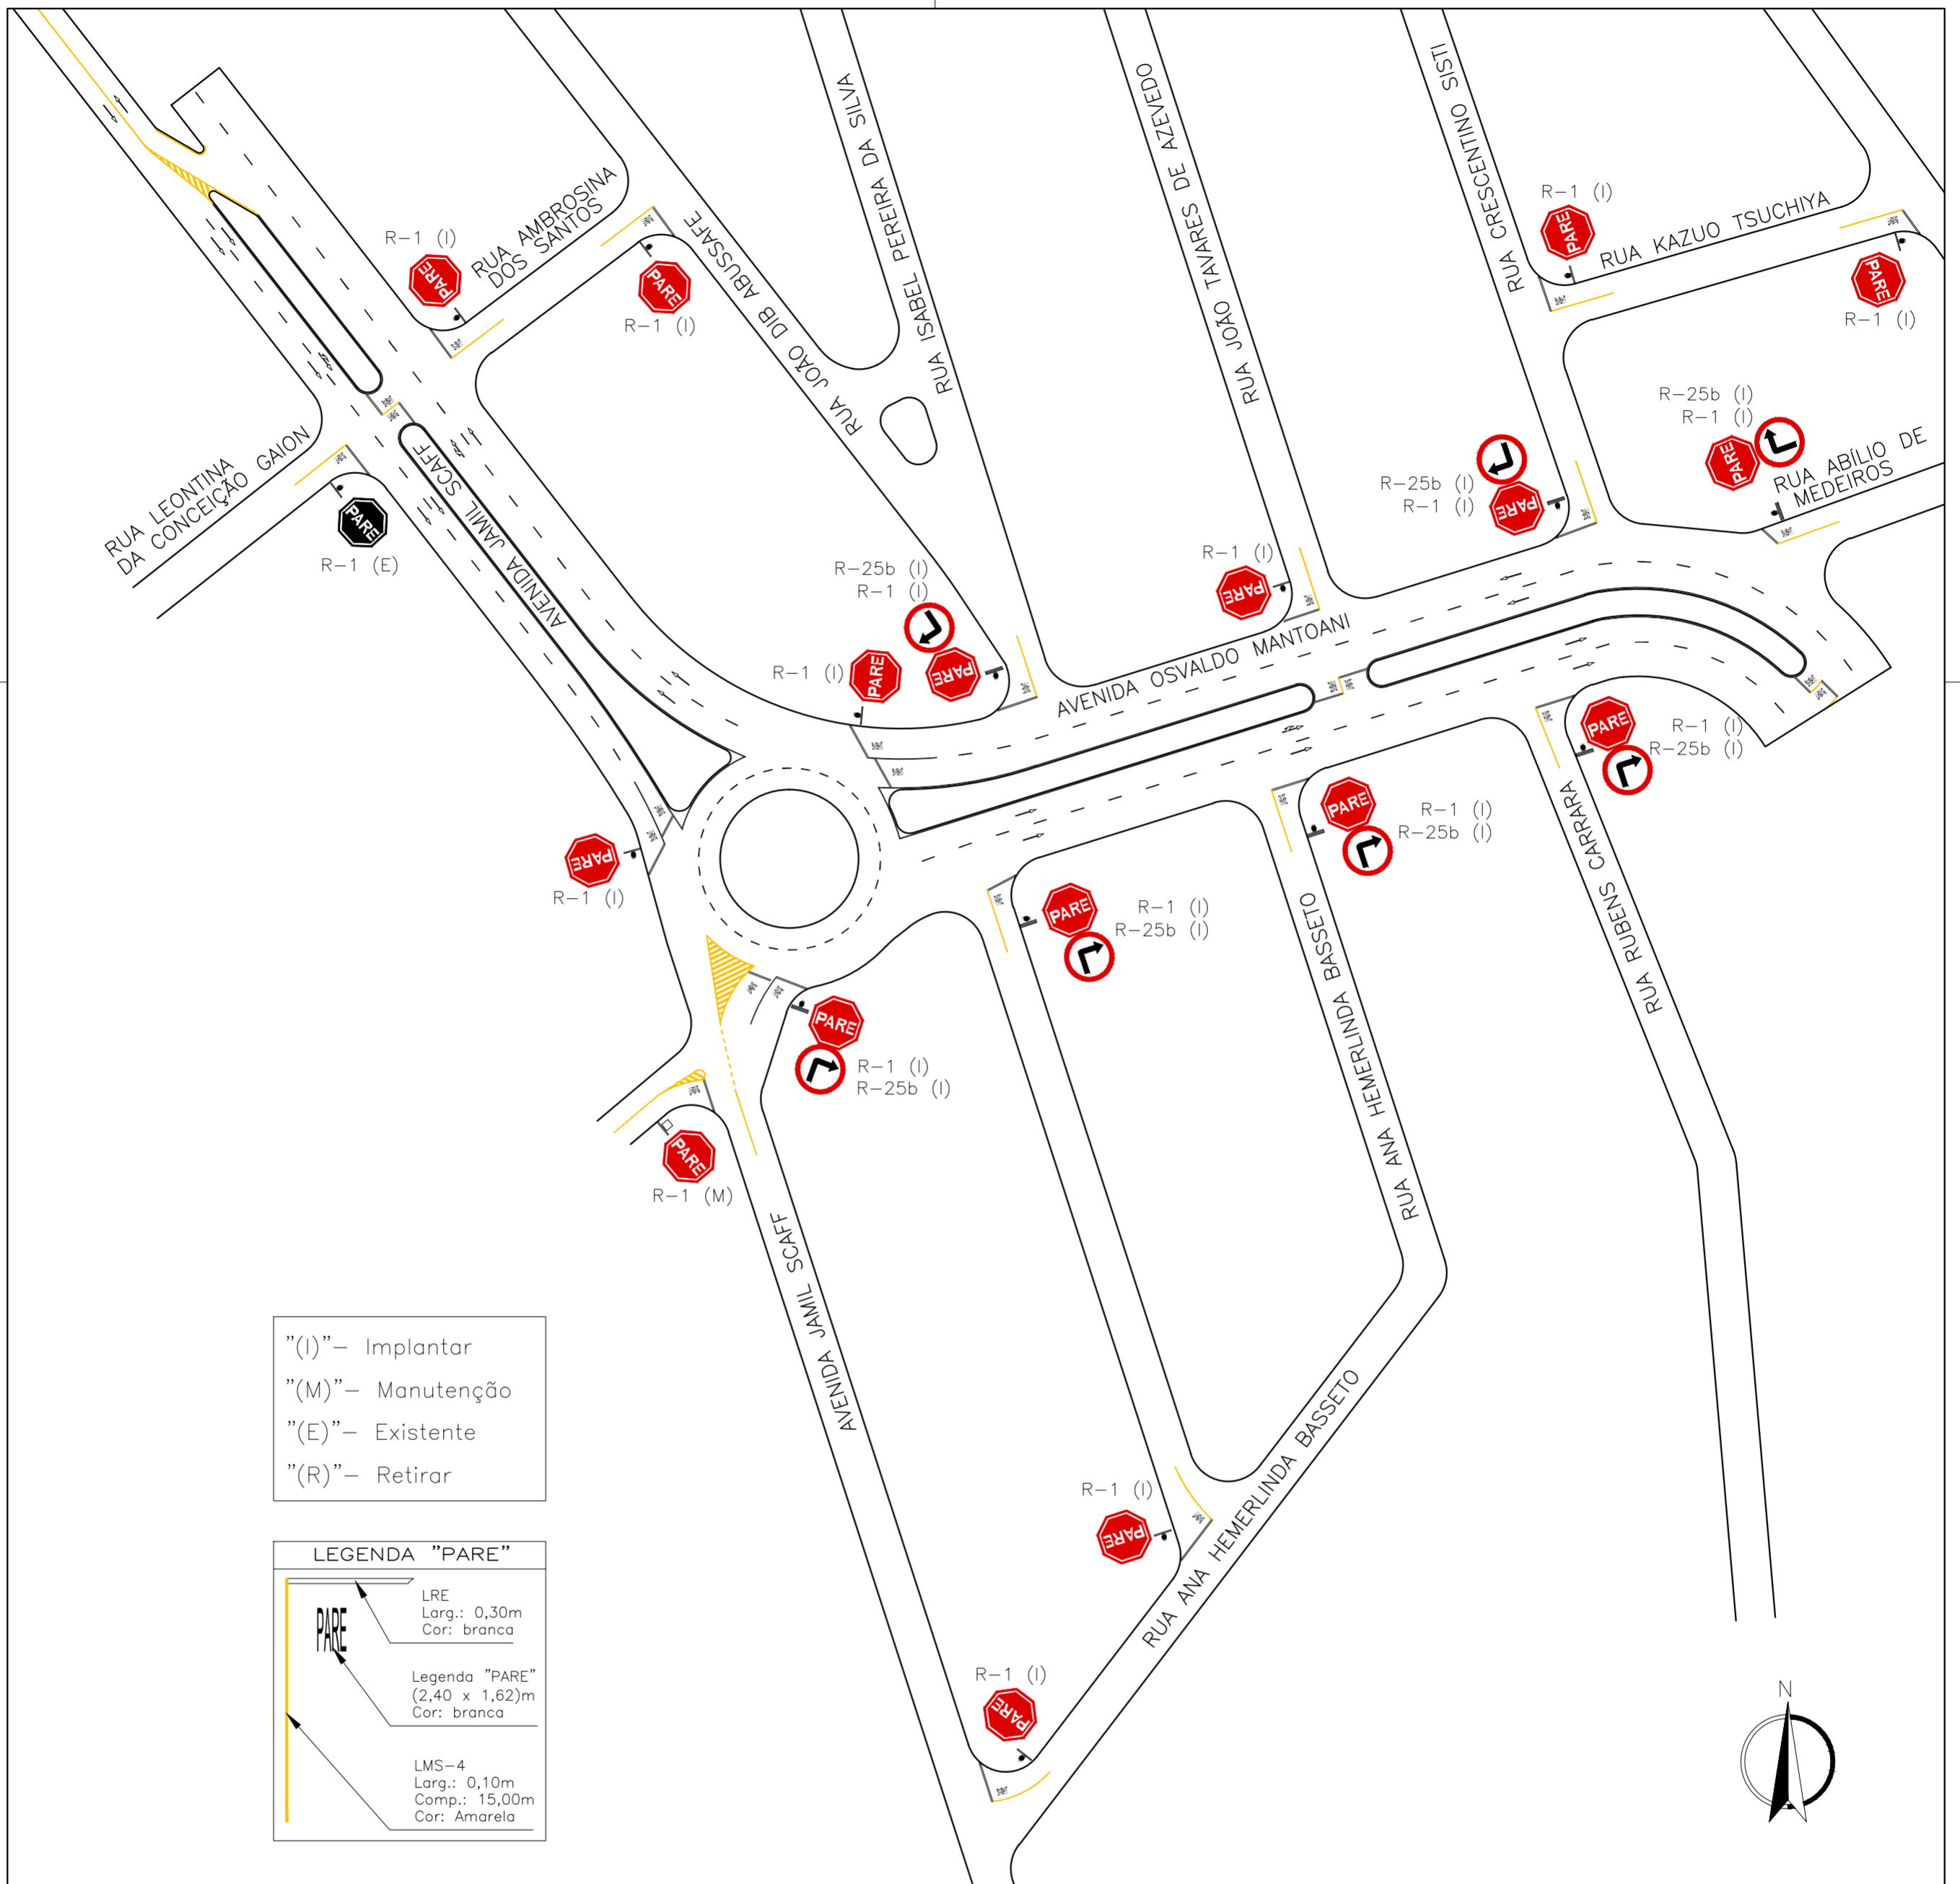 RUA AMBROSINA
DOS SANTOS
R-1 (I)
PARE
PARE
R-1 (I)
RUA JOÃO DIB ABUSSAFE
RUA ISABEL PEREIRA DA SILVA
RUA JOÃO TAVARES DE AZEVEDO
RUA CRESCENTINO SISTI
R-1 (I)
PARE
RUA KAZUO TSUCHIYA
PARE
R-1 (I)
RUA LEONTINA
DA CONCEIÇÃO GAION
PARE
R-1 (E)
AVENIDA JAMIL SCAFF
R-25b (I)
R-1 (I)
PARE
R-1 (I)
PARE
R-1 (I)
PARE
R-25b (I)
R-1 (I)
PARE
R-25b (I)
R-1 (I)
PARE
RUA ABÍLIO DE
MEDEIROS
AVENIDA OSVALDO MANTOANI
PARE
R-1 (I)
PARE
R-1 (I)
R-25b (I)
PARE
R-1 (I)
R-25b (I)
PARE
R-1 (I)
R-25b (I)
PARE
R-1 (I)
R-25b (I)
PARE
R-1 (M)
RUA RUBENS CARRARA
RUA ANA HEMERLINDA BASSETO
AVENIDA JAMIL SCAFF
R-1 (I)
PARE
RUA ANA HEMERLINDA BASSETO
R-1 (I)
PARE
"(I)"- Implantar
"(M)"- Manutenção
"(E)"- Existente
"(R)"- Retirar
LEGENDA "PARE"
PARE
LRE
Larg.: 0,30m
Cor: branca
Legenda "PARE"
(2,40 x 1,62)m
Cor: branca
LMS-4
Larg.: 0,10m
Comp.: 15,00m
Cor: Amarela
N